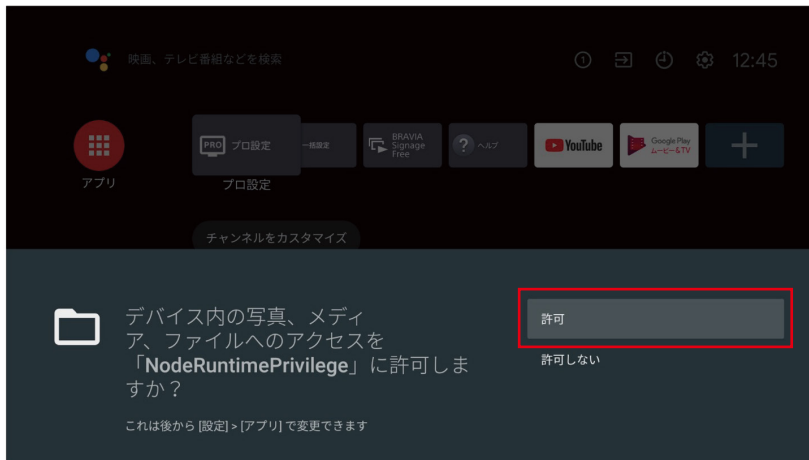 映画、テレビ番組などを検索
1
12:45
アプリ
PRO プロ設定
一括設定
BRAVIA
Signage
Free
? ヘルプ
YouTube
Google Play
ムービー&TV
プロ設定
チャンネルをカスタマイズ
デバイス内の写真、メディ
ア、ファイルへのアクセスを
「NodeRuntimePrivilege」に許可しま
すか？
これは後から [設定] > [アプリ] で変更できます
許可
許可しない